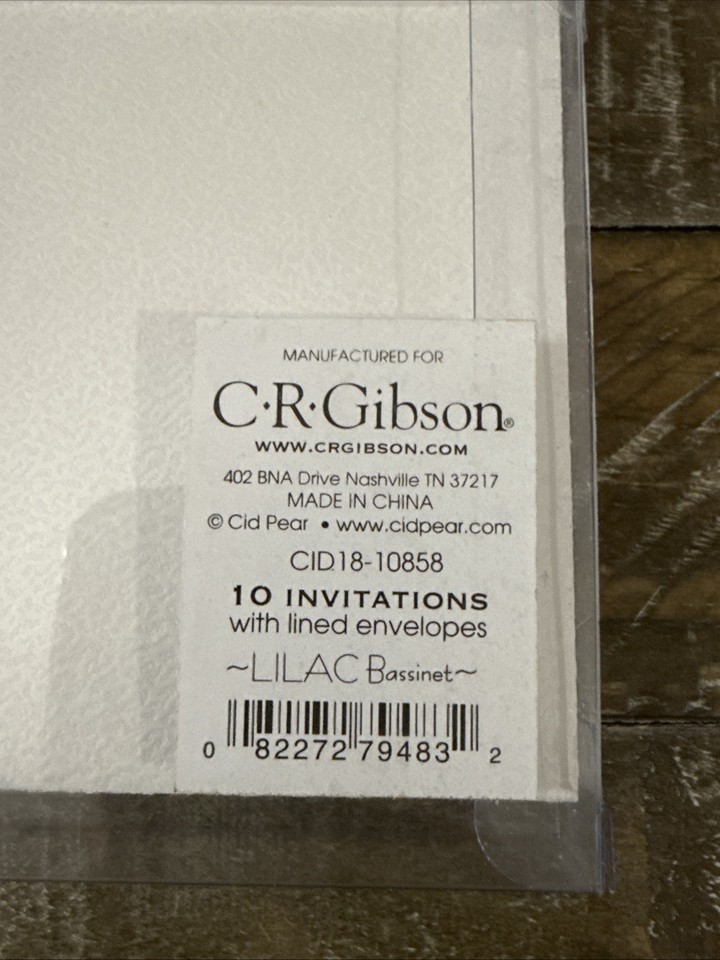 MANUFACTURED FOR
C·R·Gibson®
WWW.CRGIBSON.COM
402 BNA Drive Nashville TN 37217
MADE IN CHINA
© Cid Pear • www.cidpear.com
CID18-10858
10 INVITATIONS
with lined envelopes
~LILAC Bassinet~
0 82272 79483 2